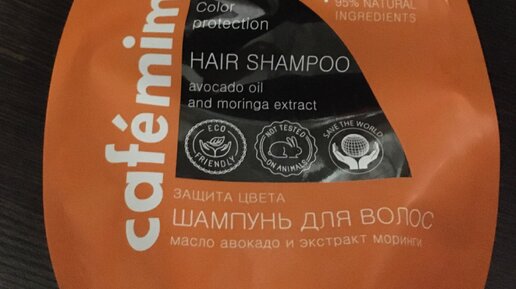 Color
protection
95% NATURAL
INGREDIENTS
HAIR SHAMPOO
avocado oil
and moringa extract
ECO
FRIENDLY
NOT TESTED
ON ANIMALS
SAVE THE WORLD
cafémim
ЗАЩИТА ЦВЕТА
ШАМПУНЬ ДЛЯ ВОЛОС
масло авокадо и экстракт моринги